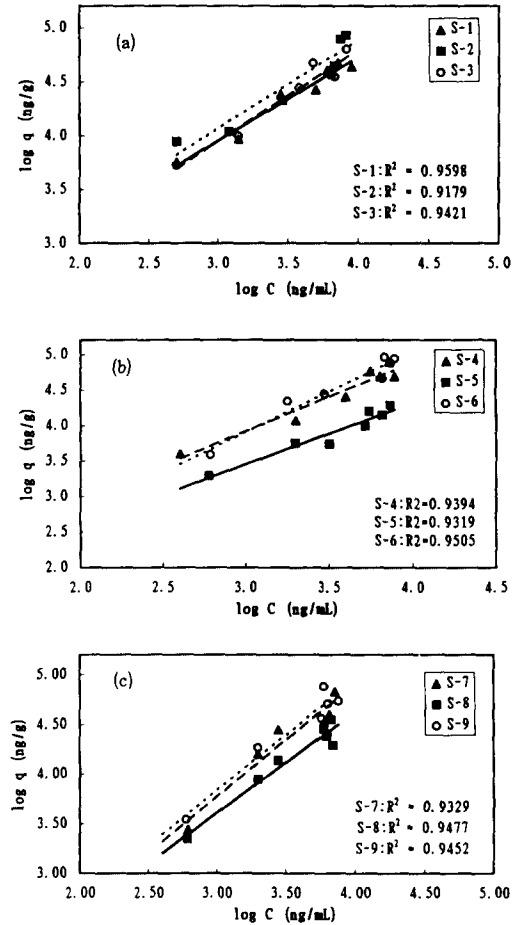 (a)
S-1
S-2
S-3
log q (ng/g)
5.0
4.5
4.0
3.5
3.0
S-1:R² = 0.9598
S-2:R² = 0.9179
S-3:R² = 0.9421
2.0 2.5 3.0 3.5 4.0 4.5 5.0
log C (ng/mL)
(b)
S-4
S-5
S-6
log q (ng/g)
5.0
4.5
4.0
3.5
3.0
2.5
2.0
S-4:R2=0.9394
S-5:R2=0.9319
S-6:R2=0.9505
2.0 2.5 3.0 3.5 4.0 4.5
log C (ng/mL)
(c)
S-7
S-8
S-9
log q (ng/g)
5.00
4.50
4.00
3.50
3.00
S-7:R² = 0.9329
S-8:R² = 0.9477
S-9:R² = 0.9452
2.00 2.50 3.00 3.50 4.00 4.50 5.00
log C (ng/mL)